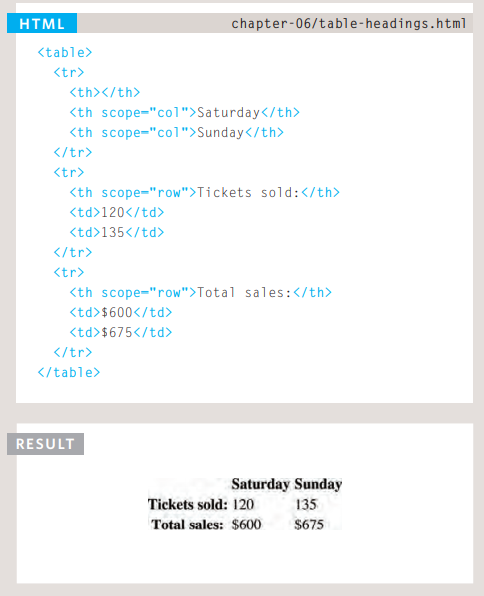 HTML chapter-06/table-headings.html
<table>
<tr>
<th></th>
<th scope="col">Saturday</th>
<th scope="col">Sunday</th>
</tr>
<tr>
<th scope="row">Tickets sold:</th>
<td>120</td>
<td>135</td>
</tr>
<tr>
<th scope="row">Total sales:</th>
<td>$600</td>
<td>$675</td>
</tr>
</table>
RESULT
Saturday Sunday
Tickets sold: 120 135
Total sales: $600 $675